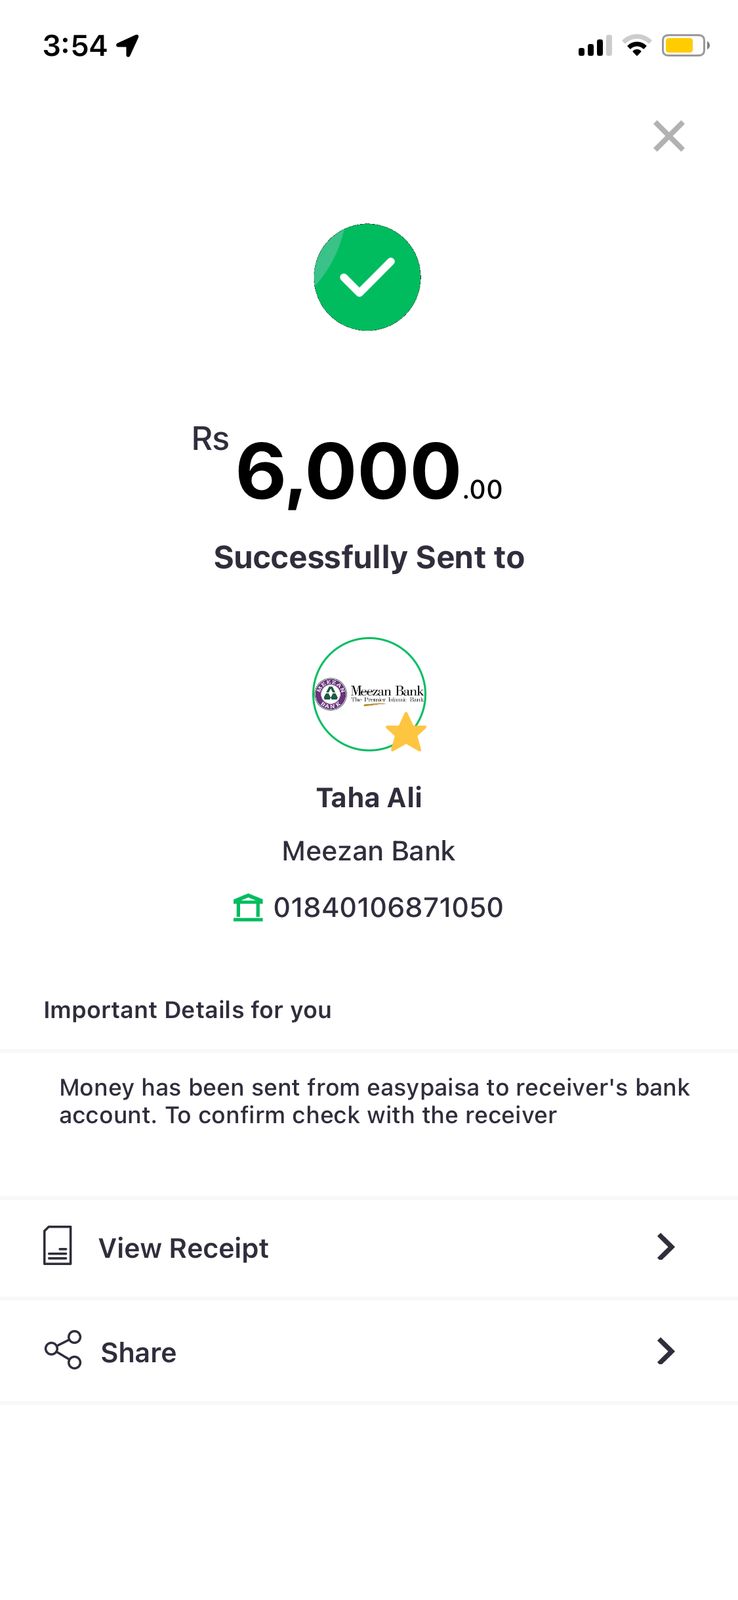 3:54
Rs 6,000.00
Successfully Sent to
MEEZAN BANK
Meezan Bank
The Premier Islamic Bank
Taha Ali
Meezan Bank
01840106871050
Important Details for you
Money has been sent from easypaisa to receiver's bank
account. To confirm check with the receiver
View Receipt
Share